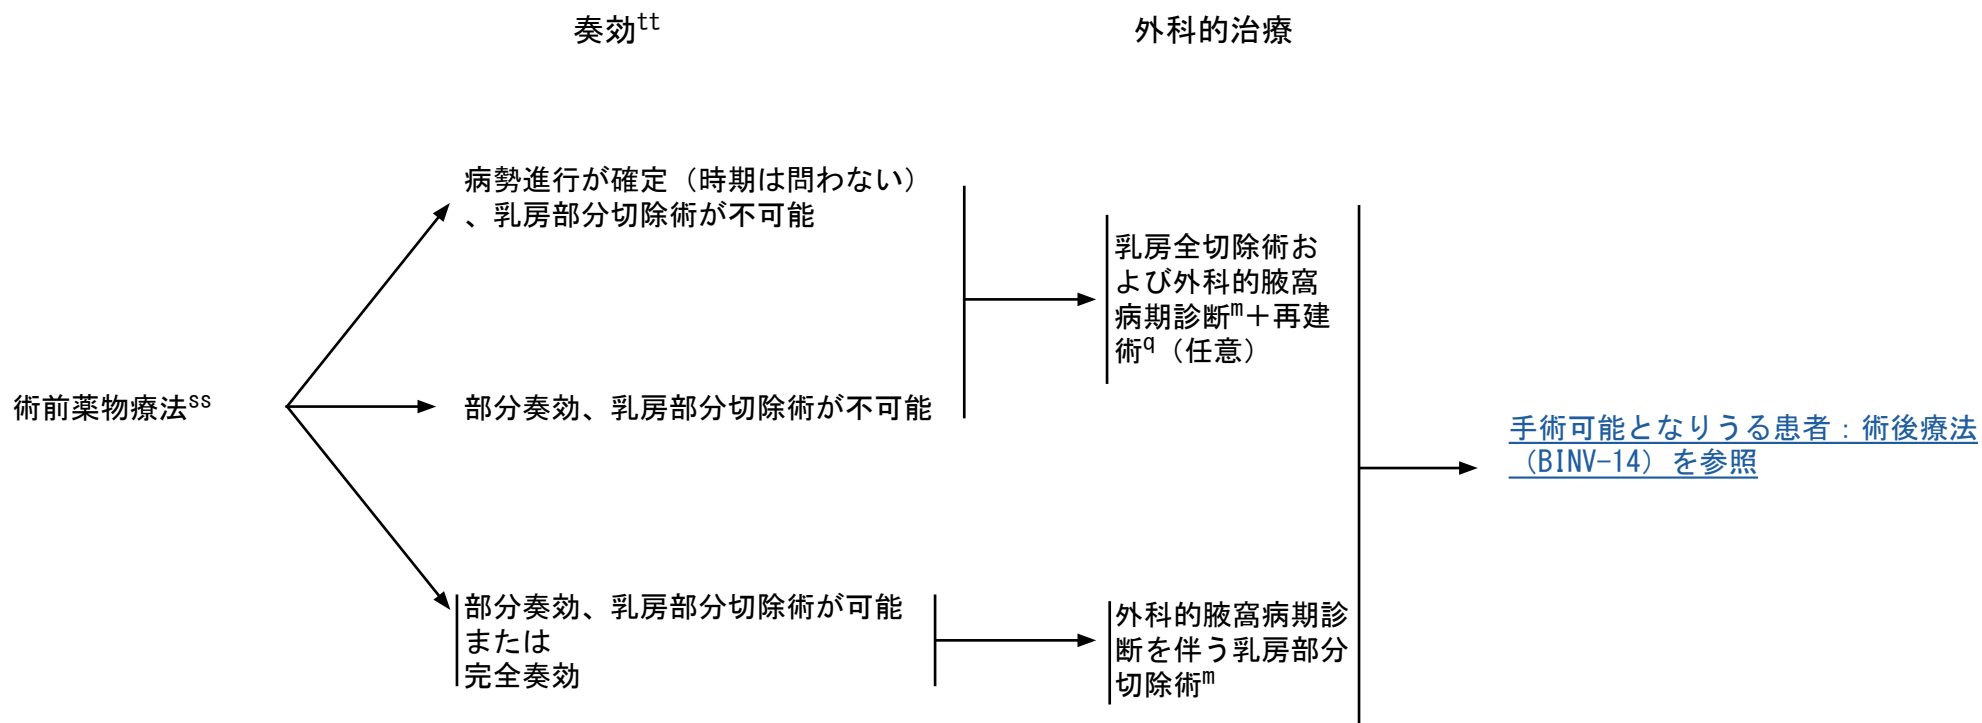 奏効tt
外科的治療
病勢進行が確定（時期は問わない）
、乳房部分切除術が不可能
乳房全切除術お
よび外科的腋窩
病期診断m＋再建
術q（任意）
術前薬物療法ss
部分奏効、乳房部分切除術が不可能
手術可能となりうる患者：術後療法
（BINV-14）を参照
部分奏効、乳房部分切除術が可能
または
完全奏効
外科的腋窩病期診
断を伴う乳房部分
切除術m